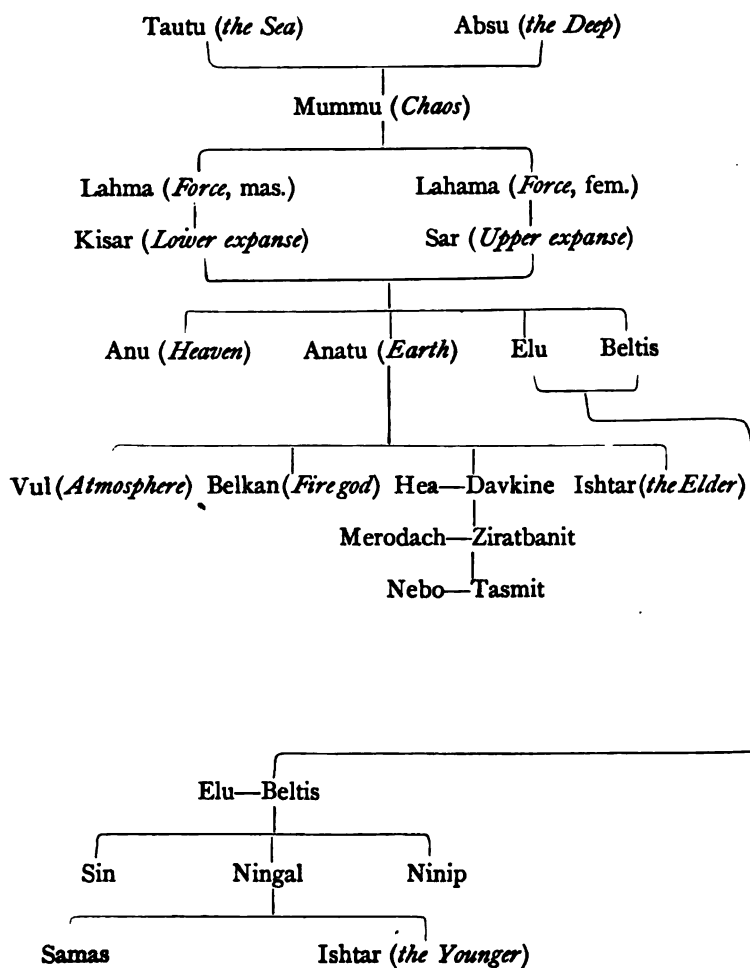 Tautu (the Sea) Absu (the Deep)
Mummu (Chaos)
Lahma (Force, mas.) Lahama (Force, fem.)
Kisar (Lower expanse) Sar (Upper expanse)
Anu (Heaven) Anatu (Earth) Elu Beltis
Vul (Atmosphere) Belkan (Fire god) Hea—Davkine Ishtar (the Elder)
Merodach—Ziratbanit
Nebo—Tasmit
Elu—Beltis
Sin Ningal Ninip
Samas Ishtar (the Younger)